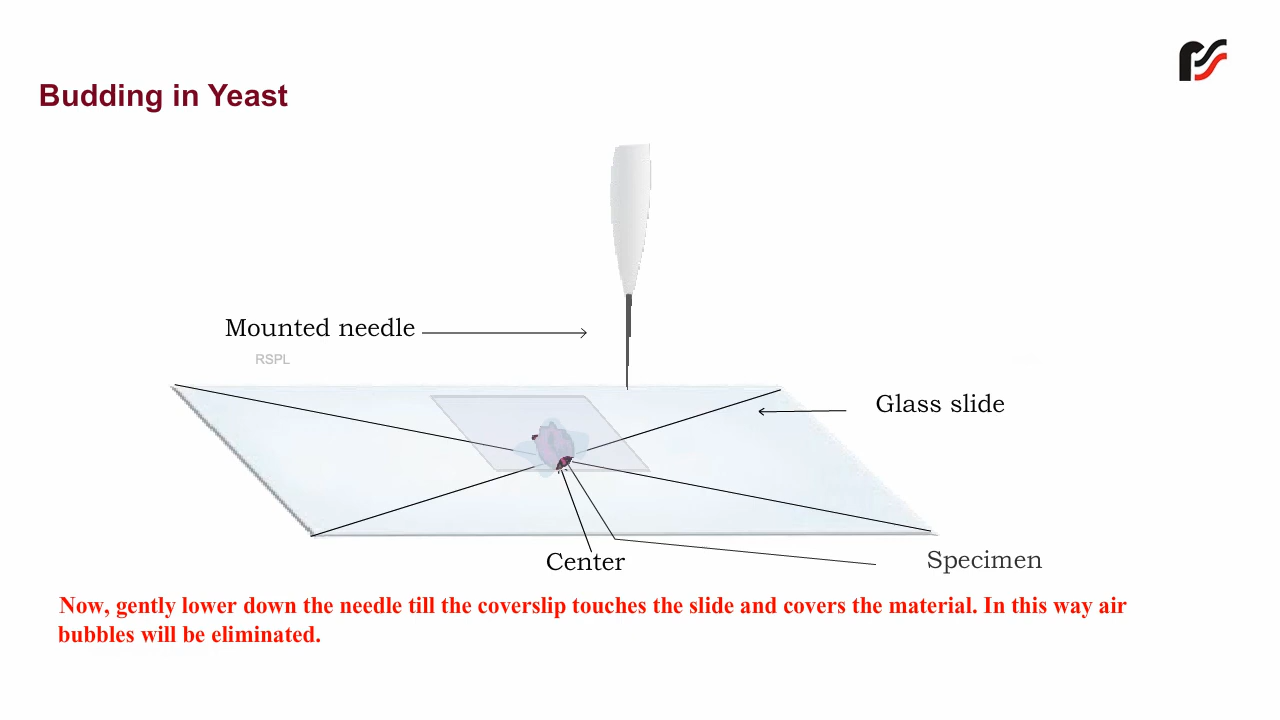 Budding in Yeast
Mounted needle
RSPL
Glass slide
Center
Specimen
Now, gently lower down the needle till the coverslip touches the slide and covers the material. In this way air
bubbles will be eliminated.